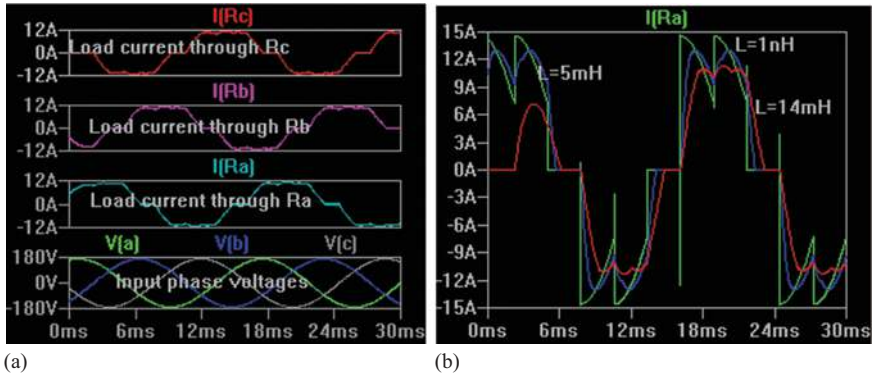 I(Rc)
12A
0A
-12A
Load current through Rc
I(Rb)
12A
0A
-12A
Load current through Rb
I(Ra)
12A
0A
-12A
Load current through Ra
V(a) V(b) V(c)
180V
0V
-180V
Input phase voltages
0ms 6ms 12ms 18ms 24ms 30ms
(a)
I(Ra)
15A
12A
9A
6A
3A
0A
-3A
-6A
-9A
-12A
-15A
L=1nH
L=5mH
L=14mH
0ms 6ms 12ms 18ms 24ms 30ms
(b)